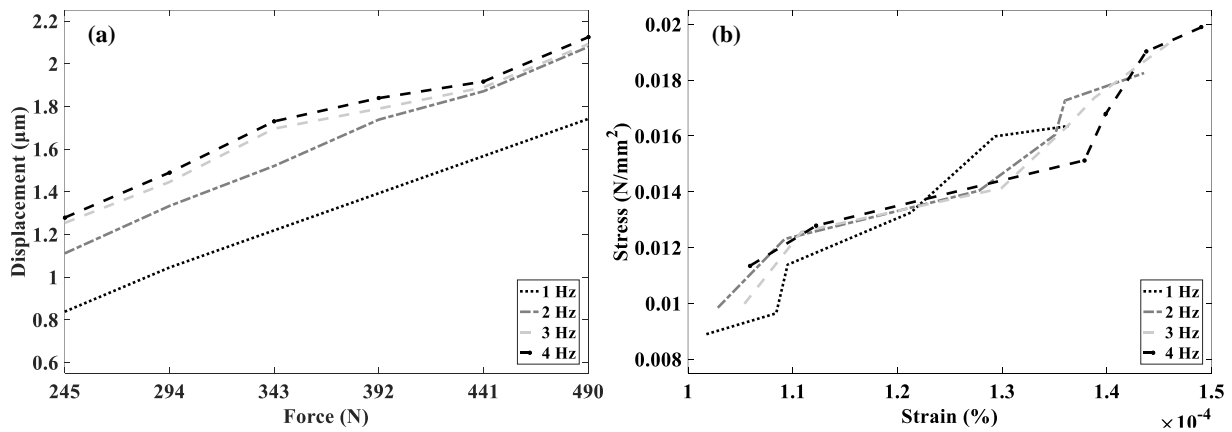 (a)
Displacement (μm)
2.2
2
1.8
1.6
1.4
1.2
1
0.8
0.6
245 294 343 392 441 490
Force (N)
1 Hz
2 Hz
3 Hz
4 Hz
(b)
Stress (N/mm²)
0.02
0.018
0.016
0.014
0.012
0.01
0.008
1 1.1 1.2 1.3 1.4 1.5
Strain (%)
×10⁻⁴
1 Hz
2 Hz
3 Hz
4 Hz